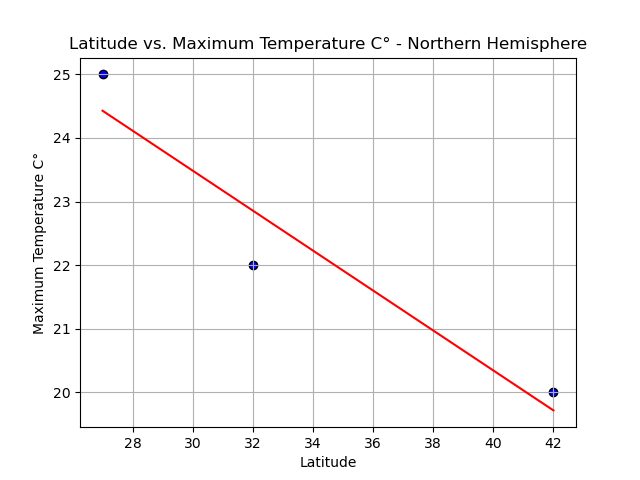 Latitude vs. Maximum Temperature C° - Northern Hemisphere
25
24
23
22
21
20
Maximum Temperature C°
28 30 32 34 36 38 40 42
Latitude